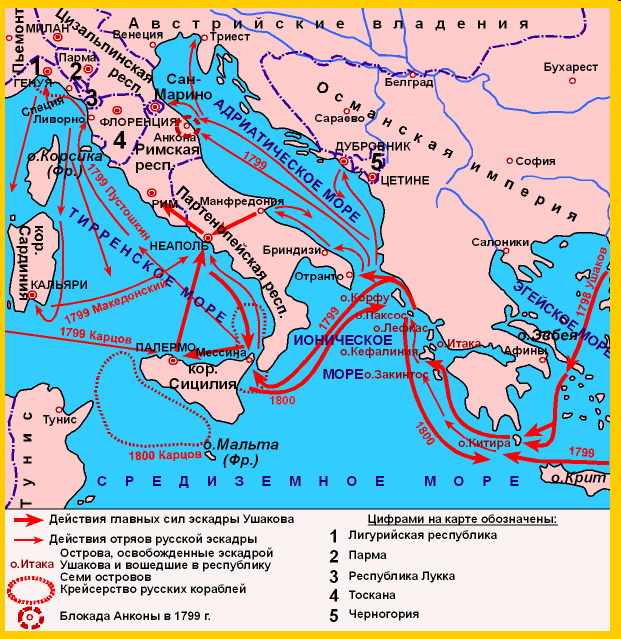 Австрийские владения
МИЛАН
Венеция
Триест
Пьемонт
Цизальпинская респ.
Парма
1
2
ГЕНУЯ
3
Специя
Ливорно
ФЛОРЕНЦИЯ
4
Сан-
Марино
Анкона
Римская
респ.
РИМ
Белград
Бухарест
Османская империя
Сараево
ДУБРОВНИК
5
ЦЕТИНЕ
София
АДРИАТИЧЕСКОЕ МОРЕ
1799
1799
о.Корсика
(Фр.)
1799 Пустошкин
ТИРРЕНСКОЕ МОРЕ
Партенопейская респ.
Манфредония
НЕАПОЛЬ
Бриндизи
Отранто
Салоники
кор.
Сардиния
КАЛЬЯРИ
1799 Македонский
1799 Карцов
ПАЛЕРМО
Мессина
кор.
Сицилия
1799
1800
о.Корфу
о.Паксос
о.Лефкас
ИОНИЧЕСКОЕ
о.Кефалиния
о.Итака
МОРЕ
о.Закинтос
ЭГЕЙСКОЕ МОРЕ
1798 Ушаков
о.Эвбея
Афины
Тунис
Тунис
о.Мальта
(Фр.)
1800 Карцов
1800
о.Китира
1799
о.Крит
СРЕДИЗЕМНОЕ МОРЕ
Действия главных сил эскадры Ушакова
Действия отряов русской эскадры
о.Итака
Острова, освобожденные эскадрой
Ушакова и вошедшие в республику
Семи островов
Крейсерство русских кораблей
Блокада Анконы в 1799 г.
Цифрами на карте обозначены:
1 Лигурийская республика
2 Парма
3 Республика Лукка
4 Тоскана
5 Черногория